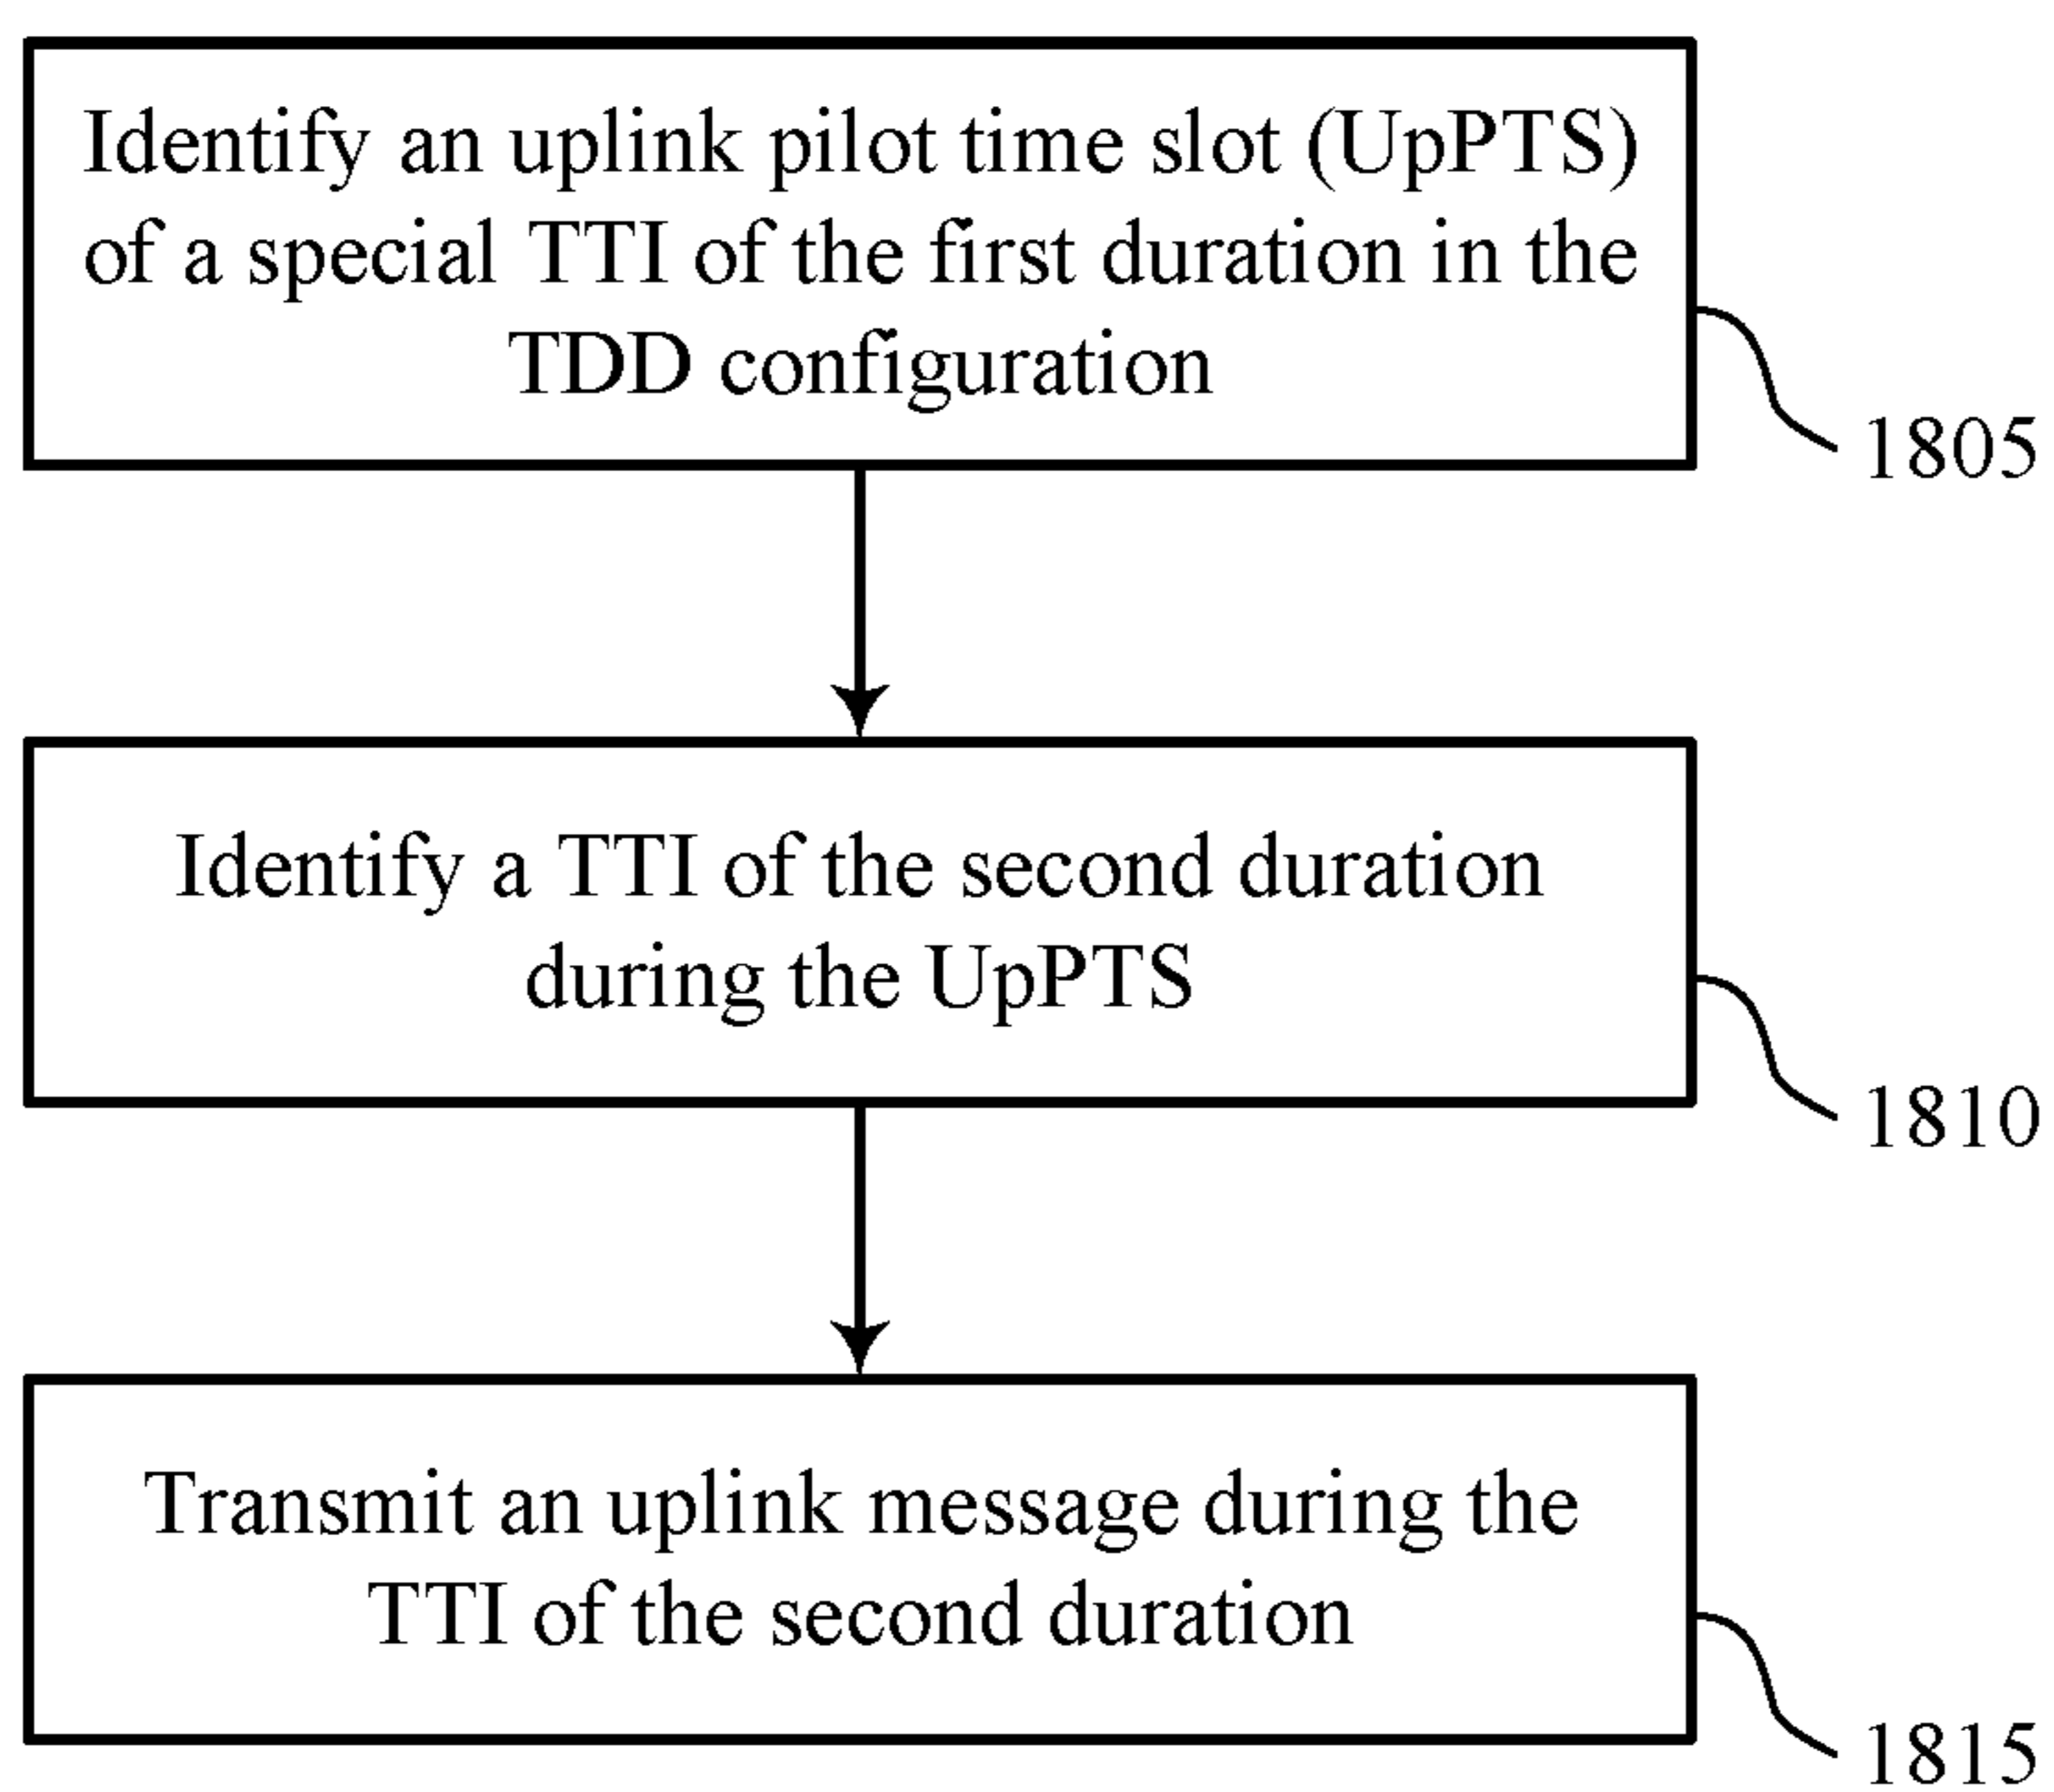 Identify an uplink pilot time slot (UpPTS)
of a special TTI of the first duration in the
TDD configuration
1805
Identify a TTI of the second duration
during the UpPTS
1810
Transmit an uplink message during the
TTI of the second duration
1815